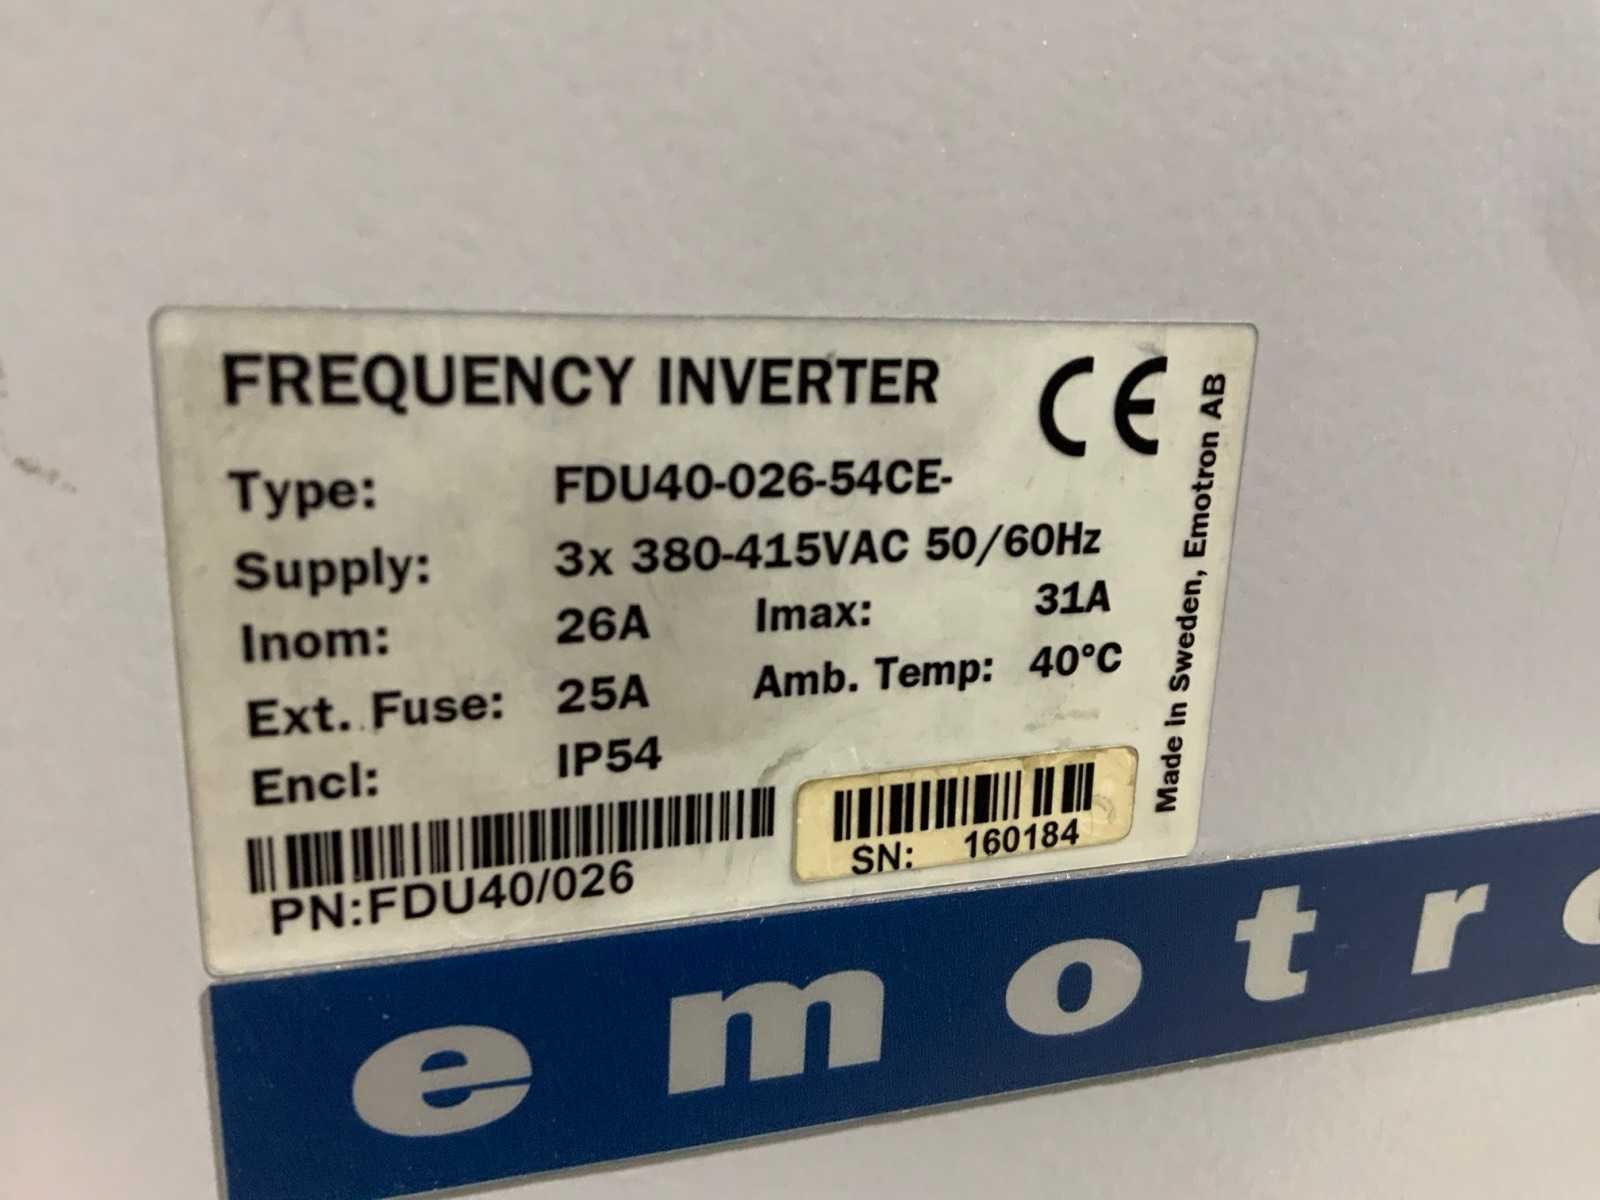 FREQUENCY INVERTER CE
Type: FDU40-026-54CE-
Supply: 3x 380-415VAC 50/60Hz
Inom: 26A Imax: 31A
Ext. Fuse: 25A Amb. Temp: 40°C
Encl: IP54
PN:FDU40/026
SN: 160184
Made in Sweden, Emotron AB
emotr